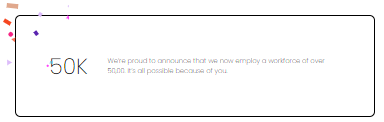 50K
We're proud to announce that we now employ a workforce of over
50,00. It's all possible because of you.